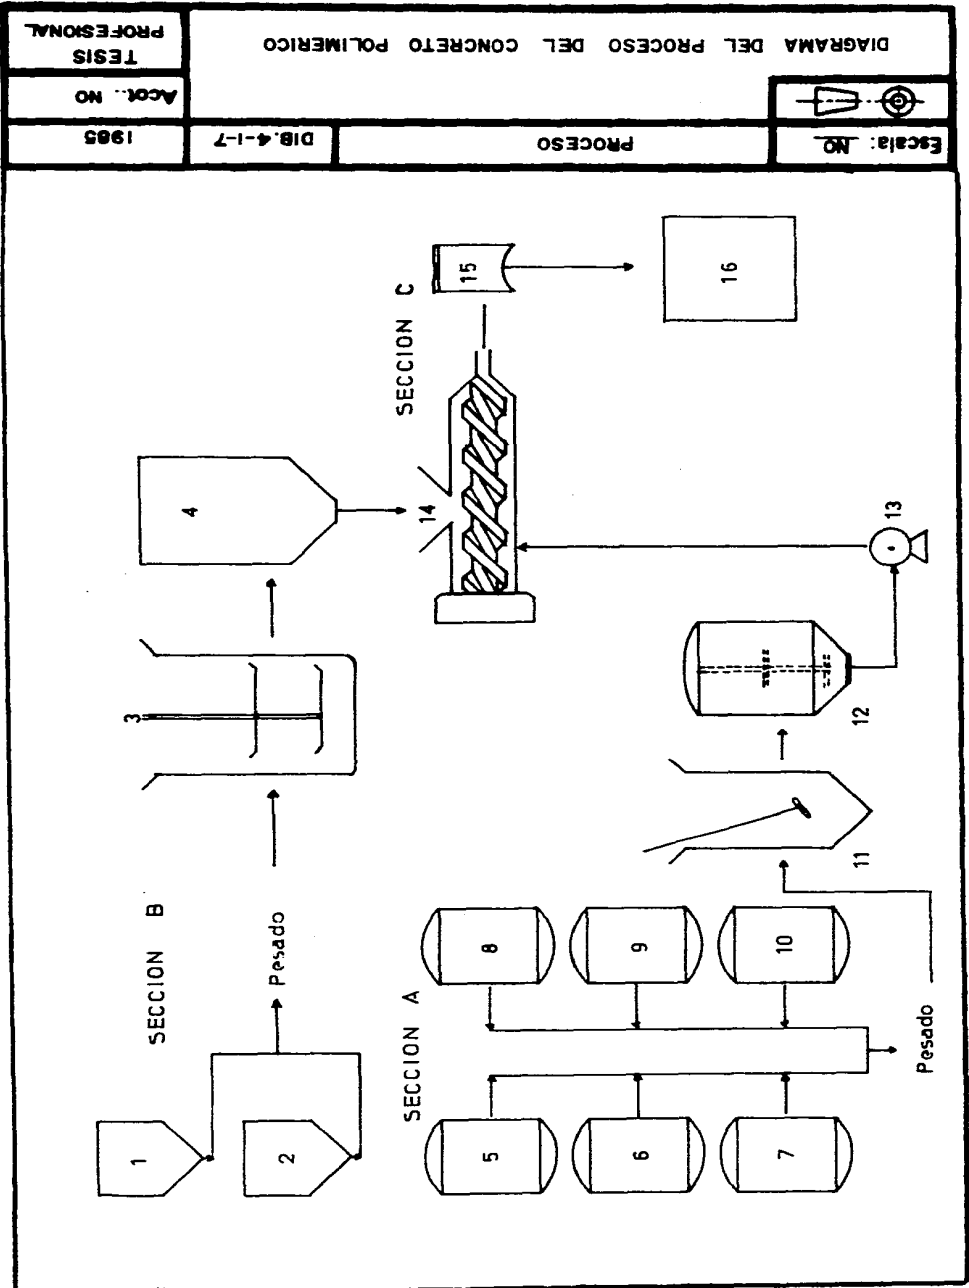 DIAGRAMA DEL PROCESO DEL CONCRETO POLIMERICO
TESIS
PROFESIONAL
Acot.. NO
Escala: NO
PROCESO
DIB.4-1-7
1985
SECCION B
1
2
Pesado
3
4
SECCION A
5
6
7
8
9
10
Pesado
11
12
13
SECCION C
14
15
16